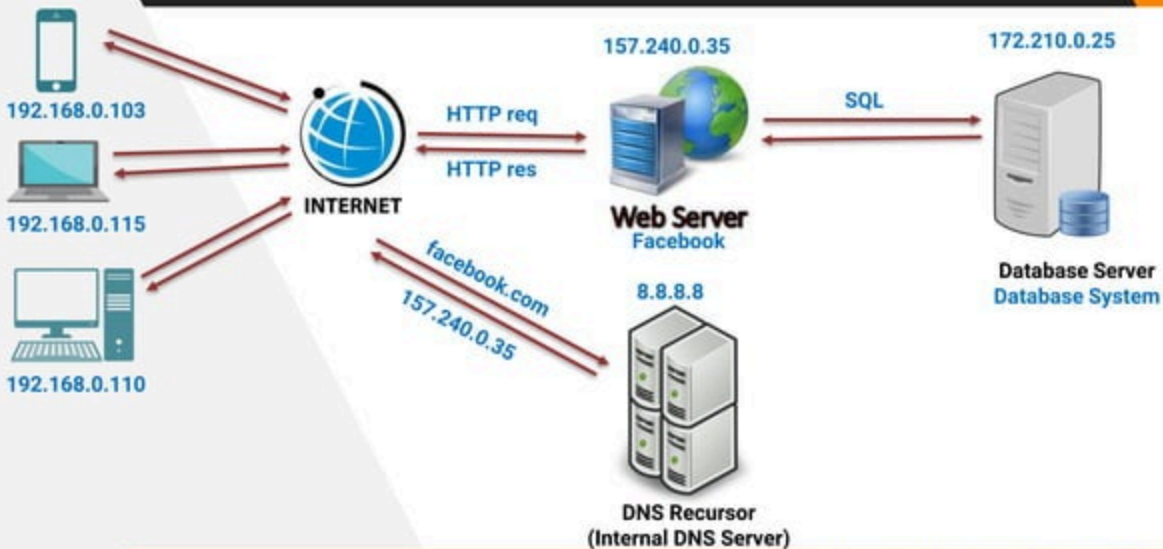 192.168.0.103
192.168.0.115
192.168.0.110
INTERNET
HTTP req
HTTP res
facebook.com
157.240.0.35
157.240.0.35
Web Server
Facebook
SQL
172.210.0.25
Database Server
Database System
8.8.8.8
DNS Recursor
(Internal DNS Server)